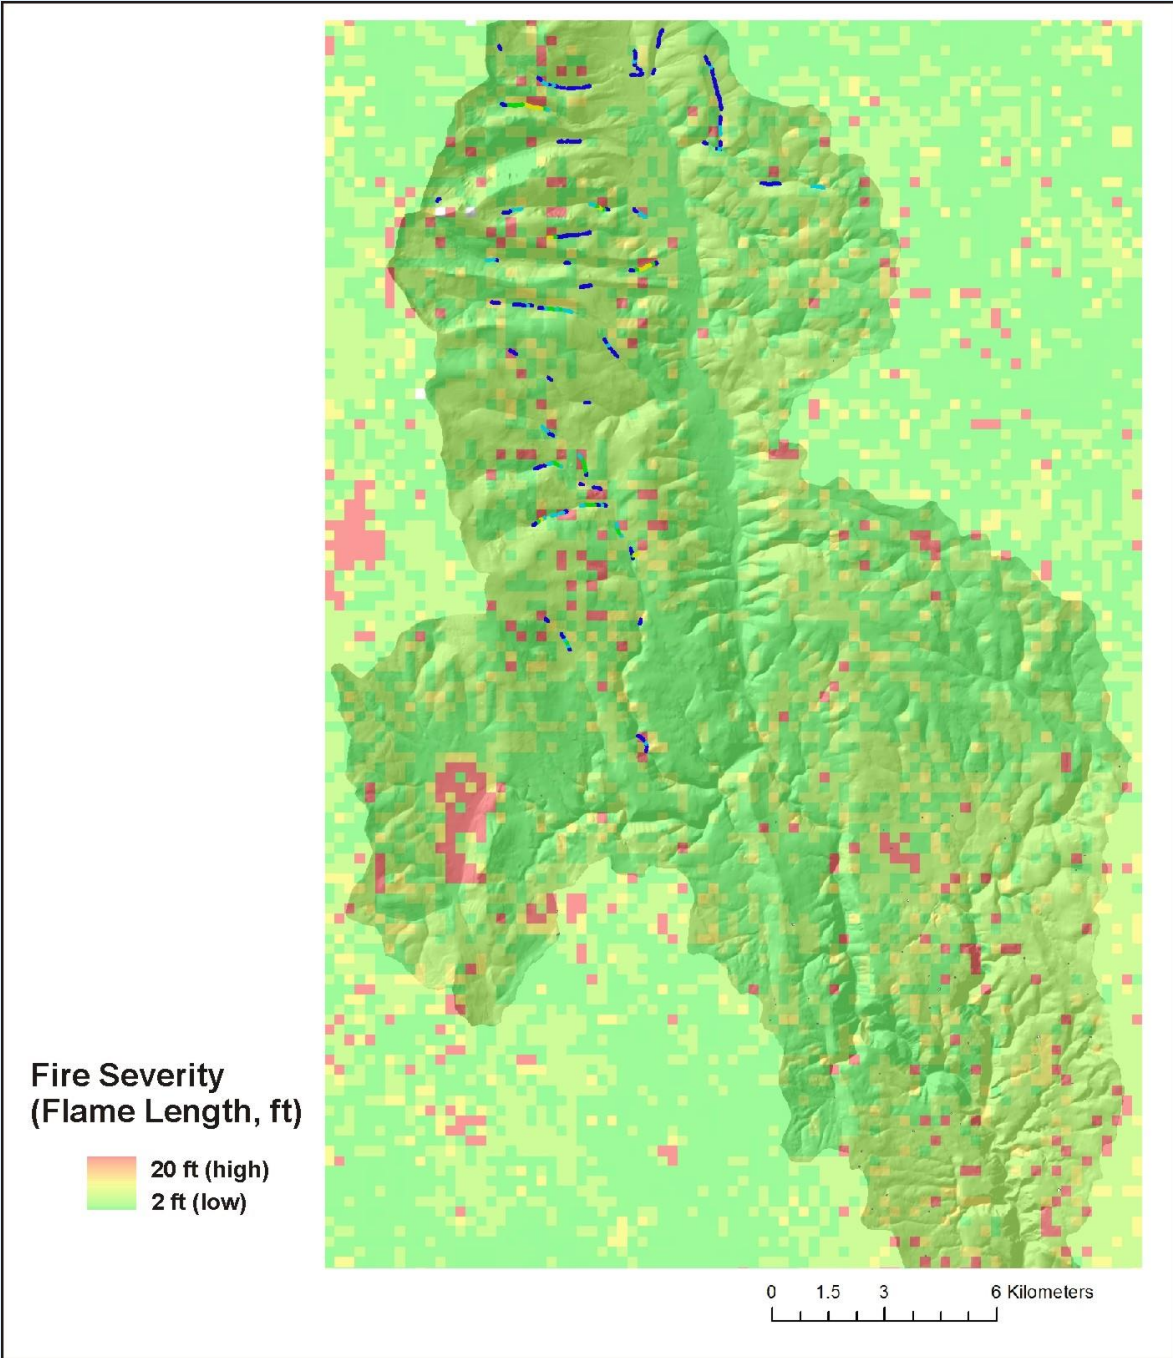 Fire Severity
(Flame Length, ft)
20 ft (high)
2 ft (low)
0 1.5 3 6 Kilometers